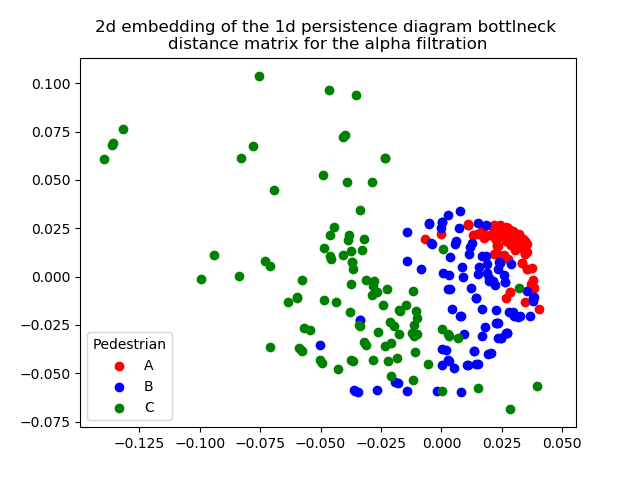 2d embedding of the 1d persistence diagram bottlneck
distance matrix for the alpha filtration
0.100
0.075
0.050
0.025
0.000
−0.025
−0.050
−0.075
Pedestrian
A
B
C
−0.125 −0.100 −0.075 −0.050 −0.025 0.000 0.025 0.050